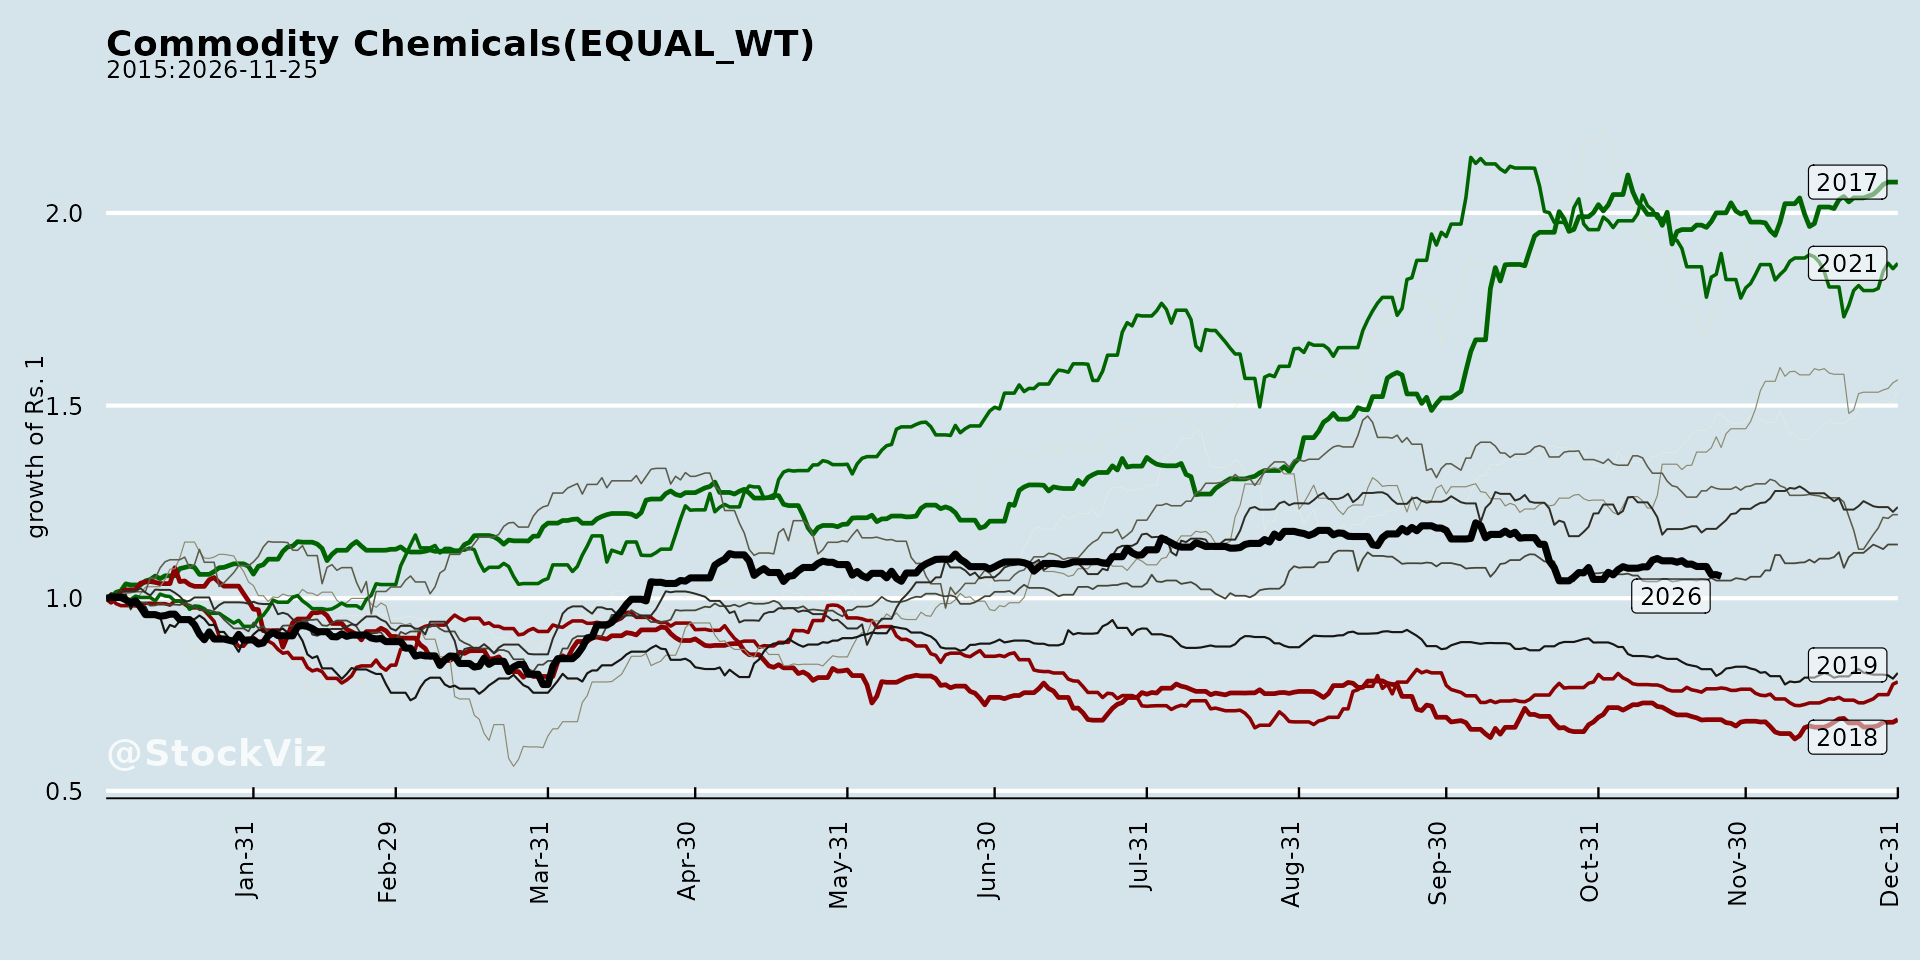 Commodity Chemicals(EQUAL_WT)
2015:2026-11-25
growth of Rs. 1
2.0
1.5
1.0
0.5
2017
2021
2026
2019
2018
@StockViz
Jan-31
Feb-29
Mar-31
Apr-30
May-31
Jun-30
Jul-31
Aug-31
Sep-30
Oct-31
Nov-30
Dec-31